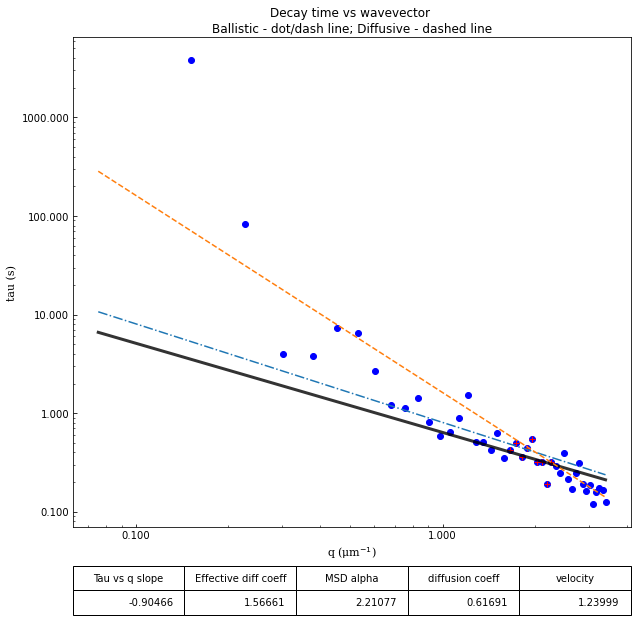 Decay time vs wavevector
Ballistic - dot/dash line; Diffusive - dashed line
1000.000
100.000
10.000
1.000
0.100
tau (s)
0.100 1.000
q (μm⁻¹)
Tau vs q slope Effective diff coeff MSD alpha diffusion coeff velocity
-0.90466 1.56661 2.21077 0.61691 1.23999